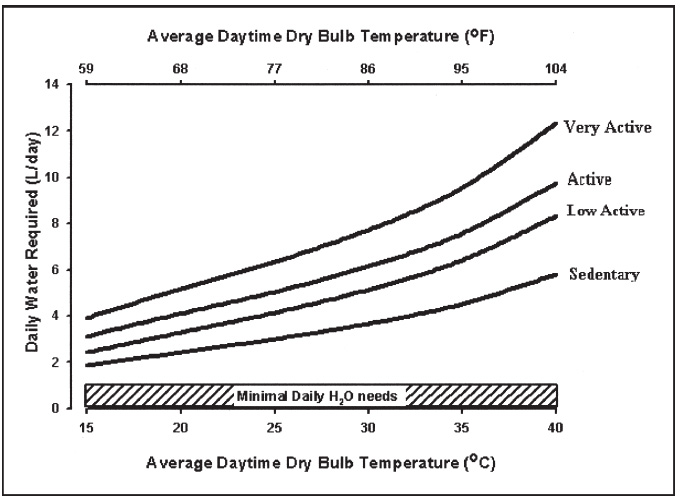 Average Daytime Dry Bulb Temperature (ºF)
59 68 77 86 95 104
Daily Water Required (L/day)
14
12
10
8
6
4
2
0
Very Active
Active
Low Active
Sedentary
Minimal Daily H₂O needs
15 20 25 30 35 40
Average Daytime Dry Bulb Temperature (ºC)